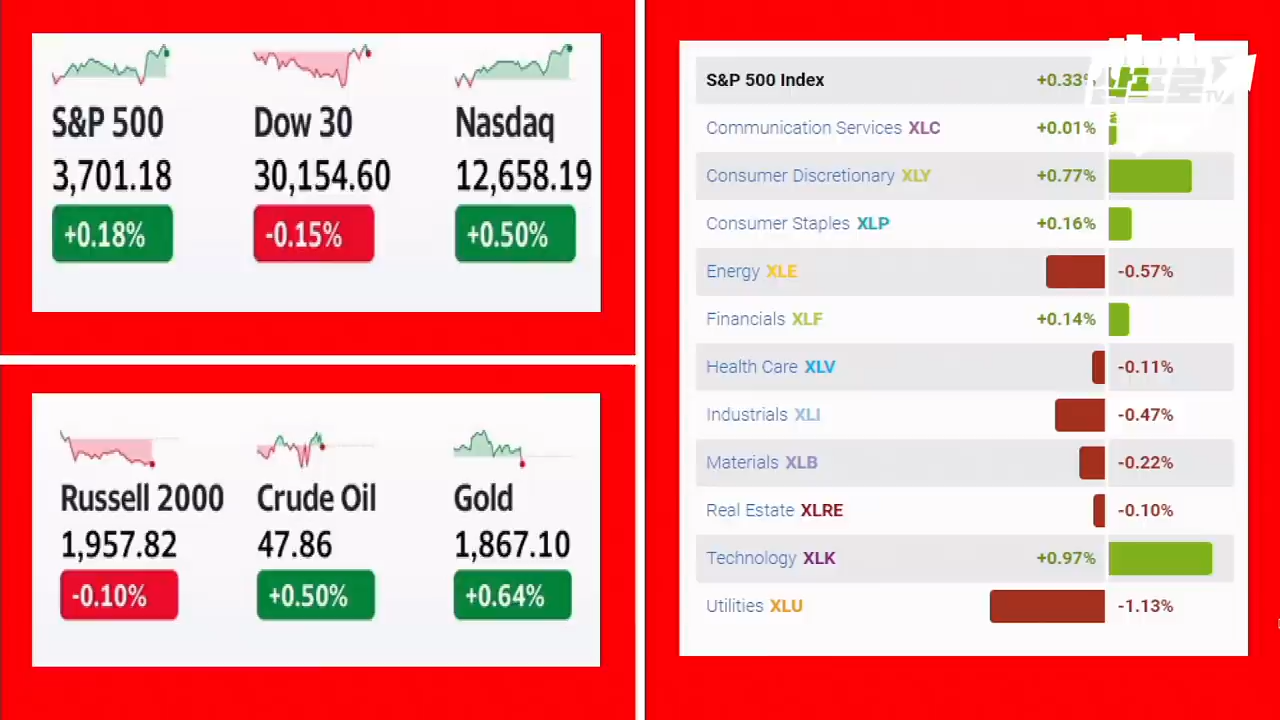 S&P 500 Dow 30 Nasdaq
3,701.18 30,154.60 12,658.19
+0.18% -0.15% +0.50%
Russell 2000 Crude Oil Gold
1,957.82 47.86 1,867.10
-0.10% +0.50% +0.64%
S&P 500 Index +0.33%
Communication Services XLC +0.01%
Consumer Discretionary XLY +0.77%
Consumer Staples XLP +0.16%
Energy XLE -0.57%
Financials XLF +0.14%
Health Care XLV -0.11%
Industrials XLI -0.47%
Materials XLB -0.22%
Real Estate XLRE -0.10%
Technology XLK +0.97%
Utilities XLU -1.13%
TV